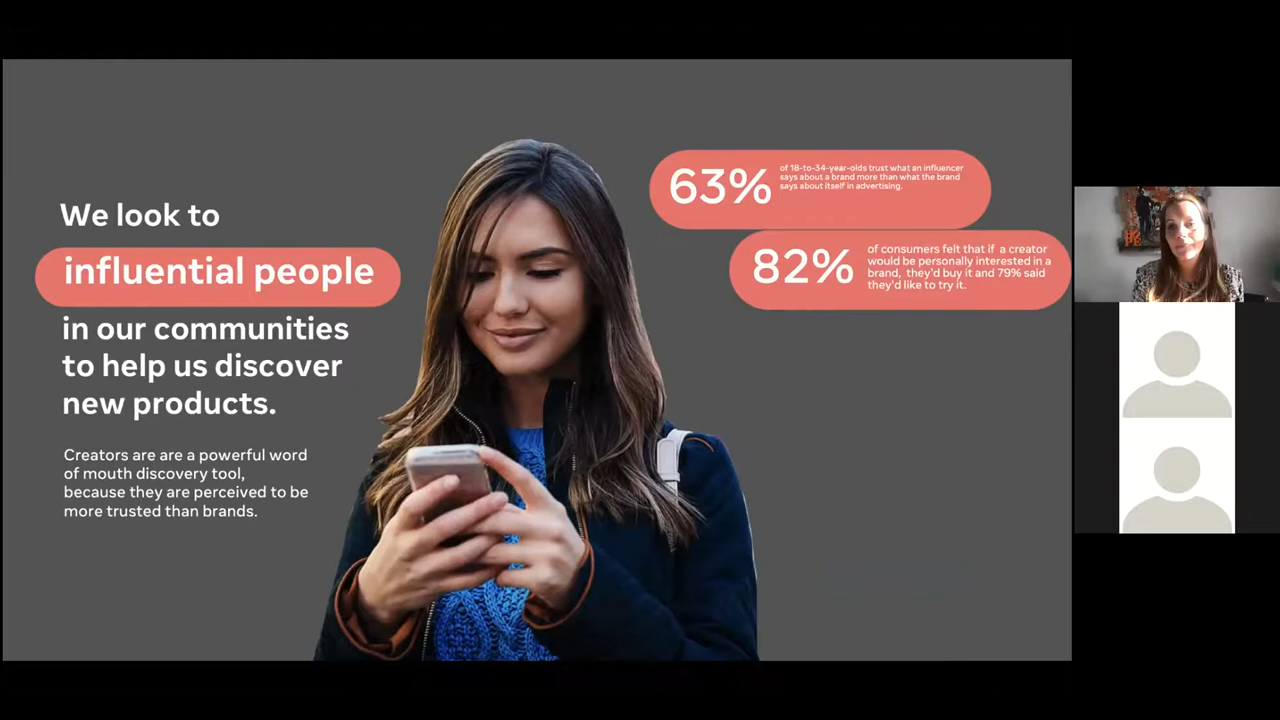 We look to
influential people
in our communities
to help us discover
new products.
Creators are are a powerful word
of mouth discovery tool,
because they are perceived to be
more trusted than brands.
63%
of 18-to-34-year-olds trust what an influencer
says about a brand more than what the brand
says about itself in advertising.
82%
of consumers felt that if a creator
would be personally interested in a
brand, they'd buy it and 79% said
they'd like to try it.